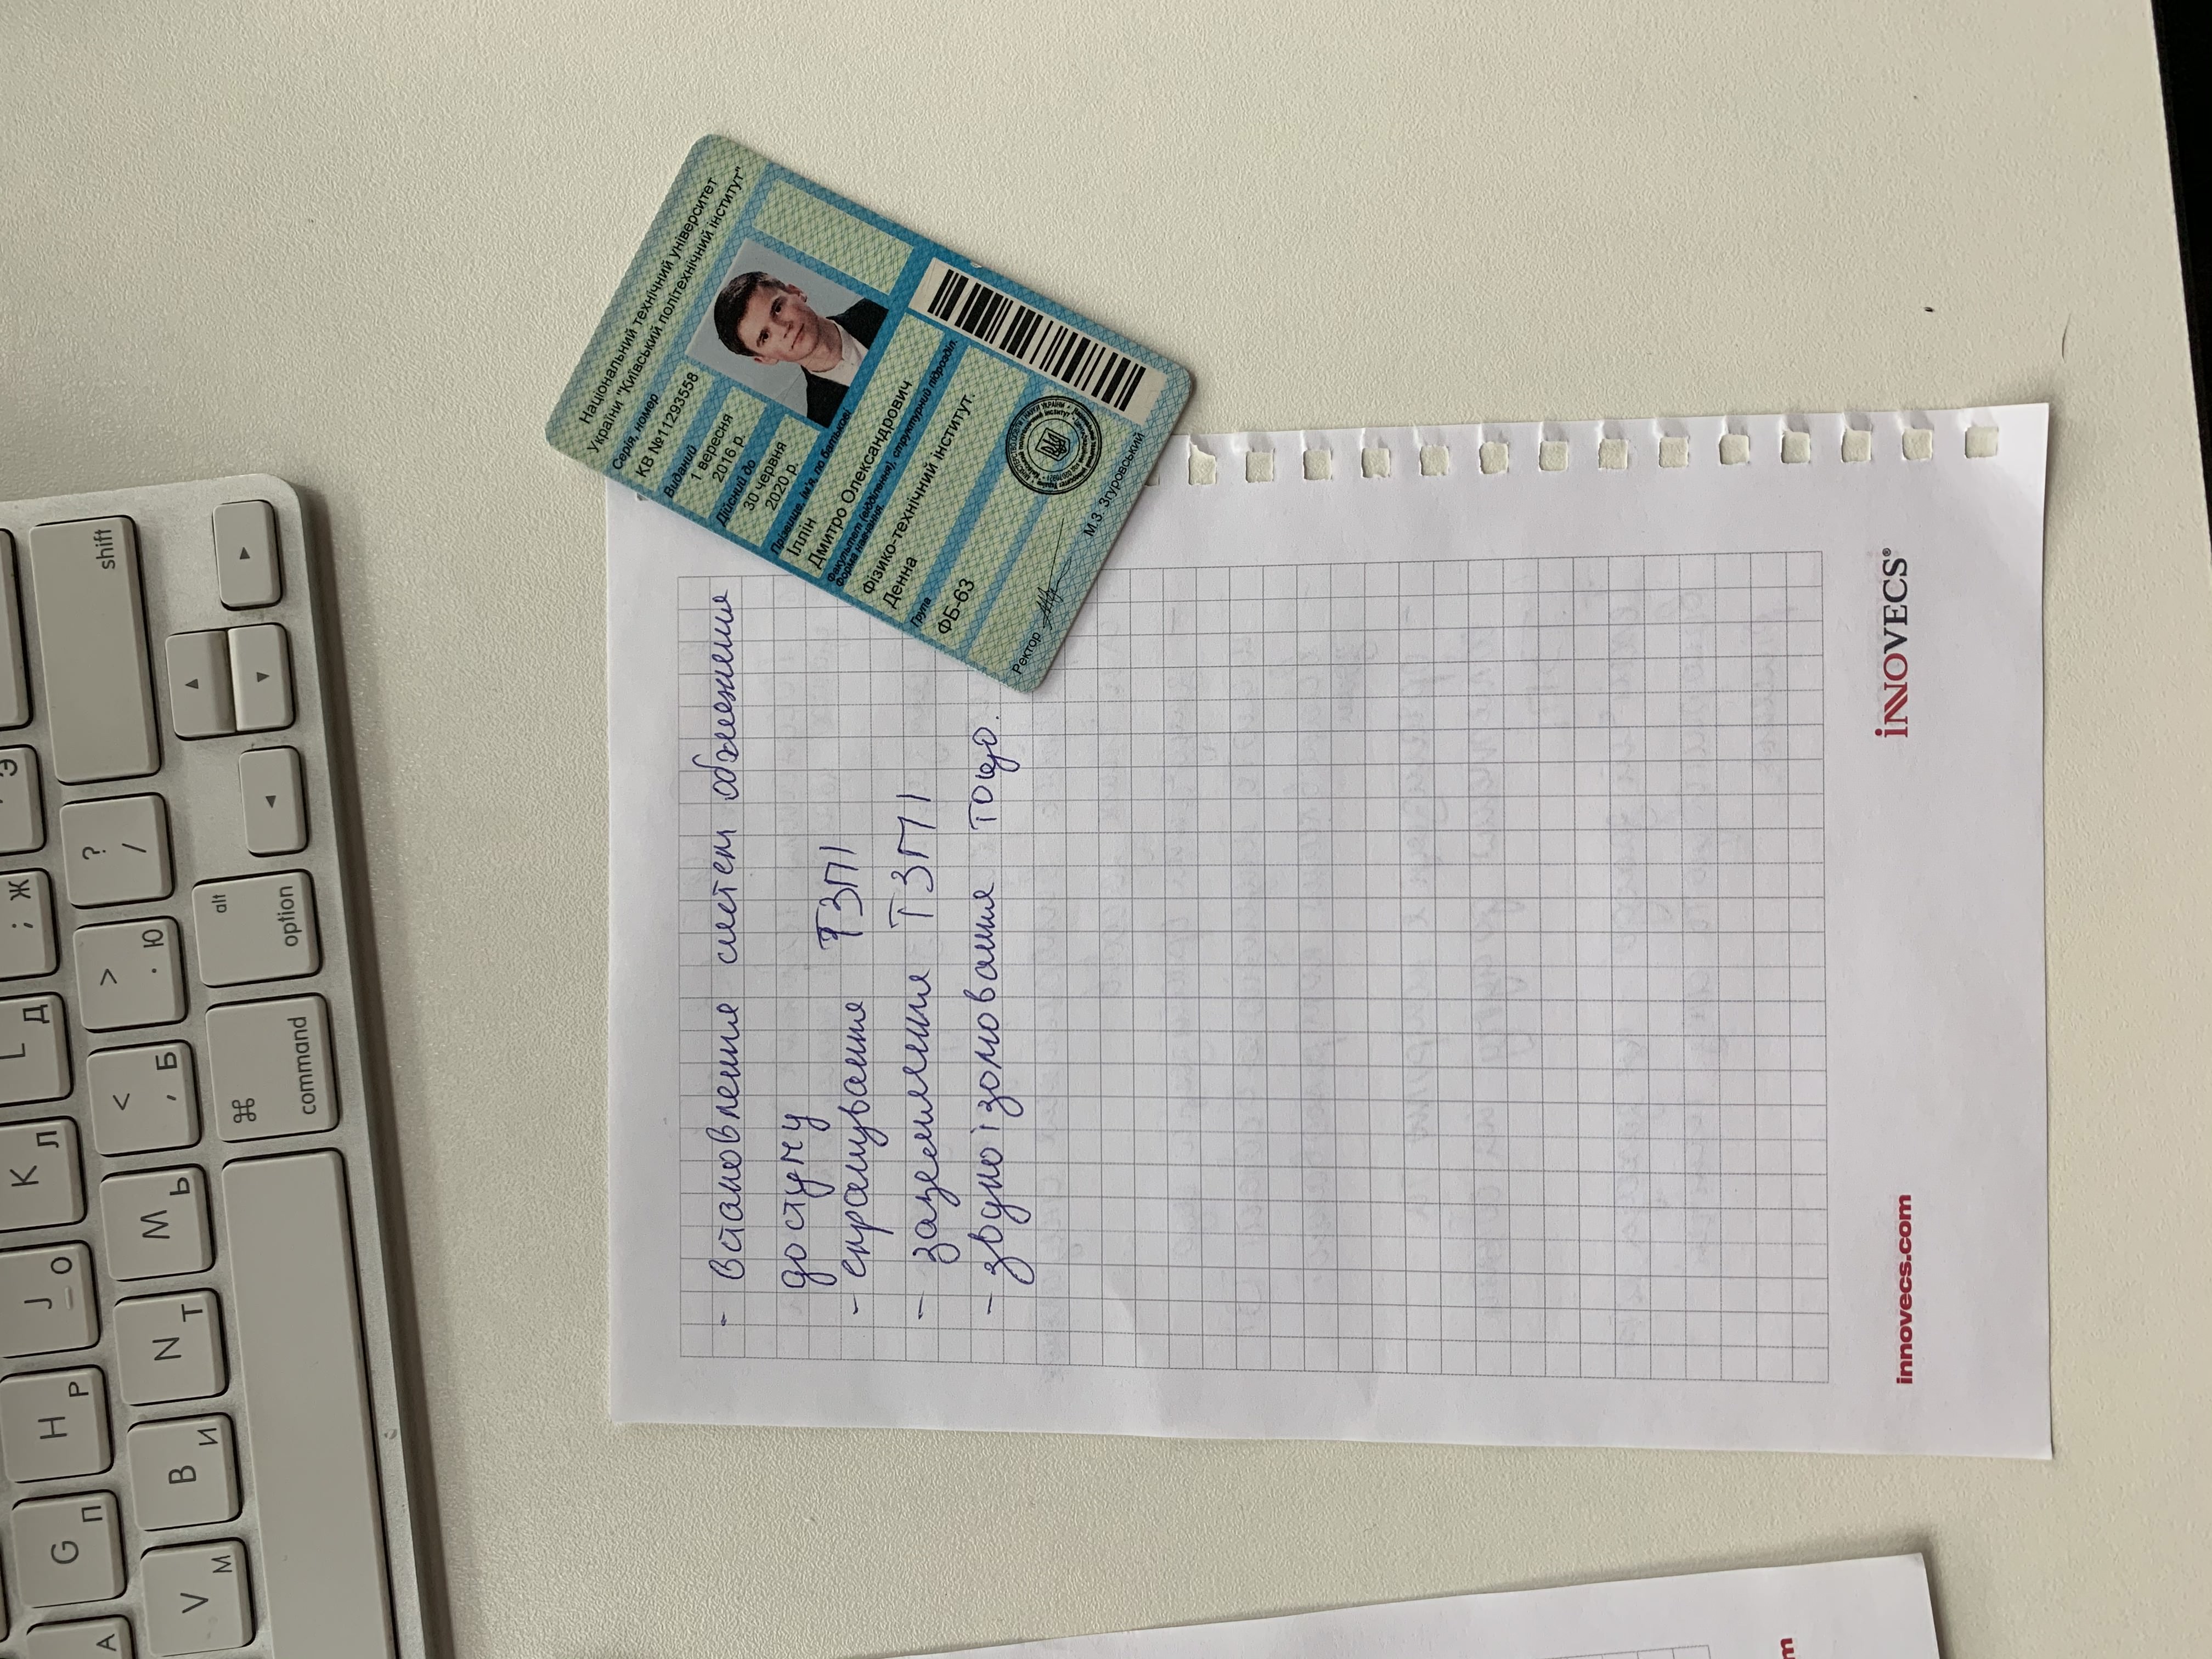 G П
H Р
J О
K Л
L Д
; Ж
Э
А
V М
B И
N Т
M Ь
< , Б
> . Ю
? /
shift
⌘
command
alt
option
- встановлення систем обмеження
доступу
- екранування ТЗПІ
- заземлення ТЗПІ
- звукоізолювання тощо.
innovecs.com
iNNOVECS®
m
Національний технічний університет
України "Київський політехнічний інститут"
Серія, номер
КВ №11293558
Виданий
1 вересня
2016 р.
Дійсний до
30 червня
2020 р.
Прізвище, ім'я, по батькові
Іллін
Дмитро Олександрович
Факультет (відділення), структурний підрозділ.
Форма навчання.
Фізико-технічний інститут.
Денна
Група
ФБ-63
Ректор
М.З. Згуровський